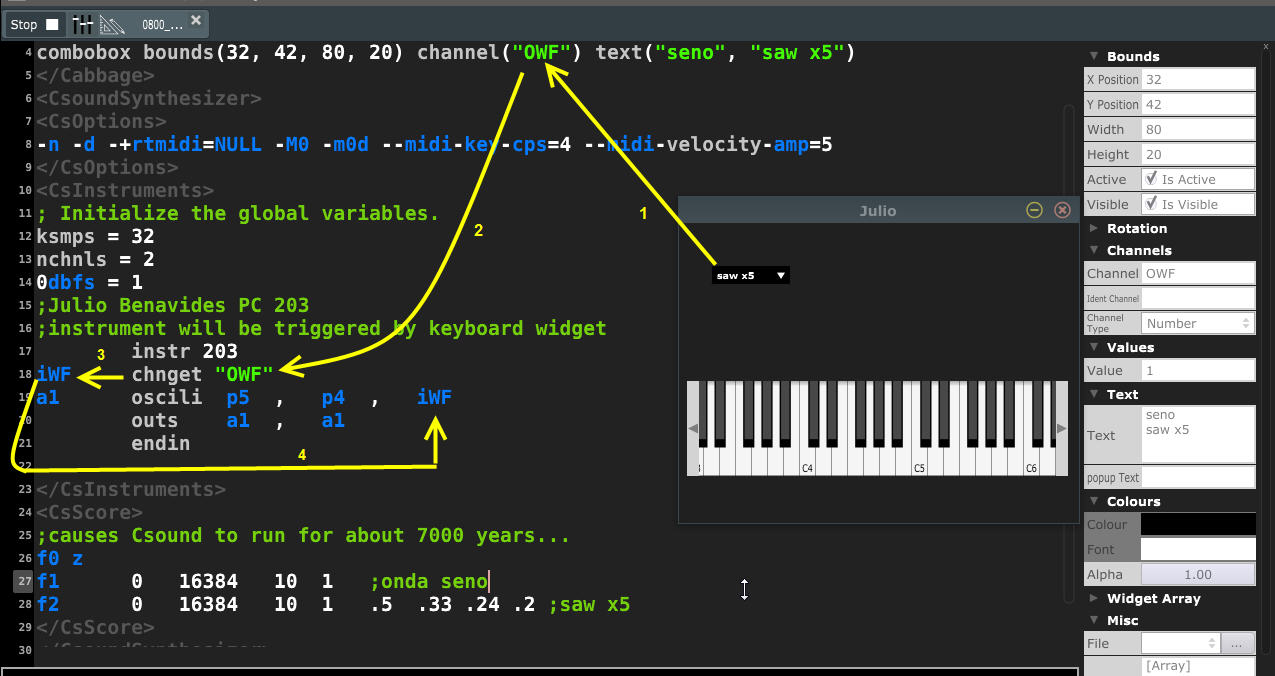 Stop 0800_...
4 combobox bounds(32, 42, 80, 20) channel("OWF") text("seno", "saw x5")
5 </Cabbage>
6 <CsoundSynthesizer>
7 <CsOptions>
8 -n -d -+rtmidi=NULL -M0 -m0d --midi-key-cps=4 --midi-velocity-amp=5
9 </CsOptions>
10 <CsInstruments>
11 ; Initialize the global variables.
12 ksmps = 32
13 nchnls = 2
14 0dbfs = 1
15 ;Julio Benavides PC 203
16 ;instrument will be triggered by keyboard widget
17 instr 203
18 iWF chnget "OWF"
19 a1 oscili p5 , p4 , iWF
20 outs a1 , a1
21 endin
22
23 </CsInstruments>
24 <CsScore>
25 ;causes Csound to run for about 7000 years...
26 f0 z
27 f1 0 16384 10 1 ;onda seno
28 f2 0 16384 10 1 .5 .33 .24 .2 ;saw x5
29 </CsScore>
30 </CsoundSynthesizer>
1
2
3
4
Julio
saw x5
C4 C5 C6
x
Bounds
X Position 32
Y Position 42
Width 80
Height 20
Active Is Active
Visible Is Visible
Rotation
Channels
Channel OWF
Ident Channel
Channel
Type Number
Values
Value 1
Text
seno
Text saw x5
popup Text
Colours
Colour
Font
Alpha 1.00
Widget Array
Misc
File ...
[Array]